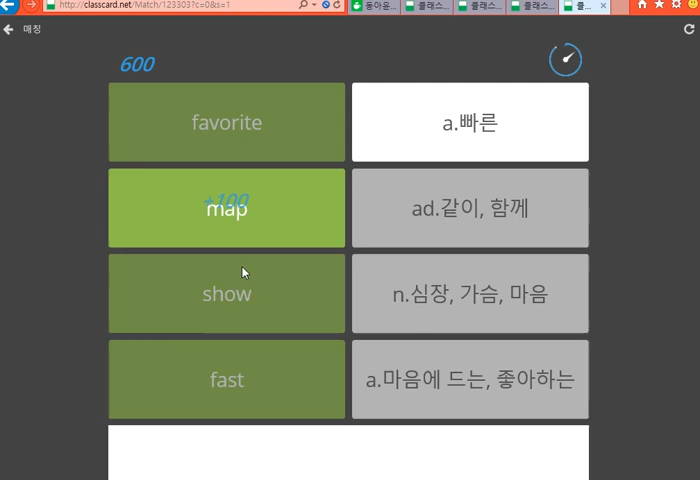 http://classcard.net/Match/123303?c=0&s=1
동아윤...
클래스...
클래스...
클래스...
클...
매칭
600
favorite
a.빠른
+100
map
ad.같이, 함께
show
n.심장, 가슴, 마음
fast
a.마음에 드는, 좋아하는